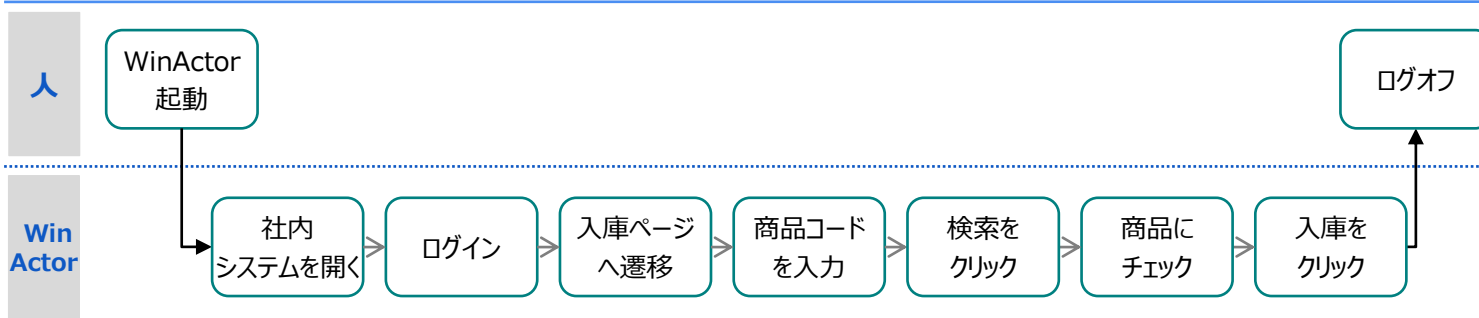 人
WinActor
起動
ログオフ
Win
Actor
社内
システムを開く
ログイン
入庫ページ
へ遷移
商品コード
を入力
検索を
クリック
商品に
チェック
入庫を
クリック